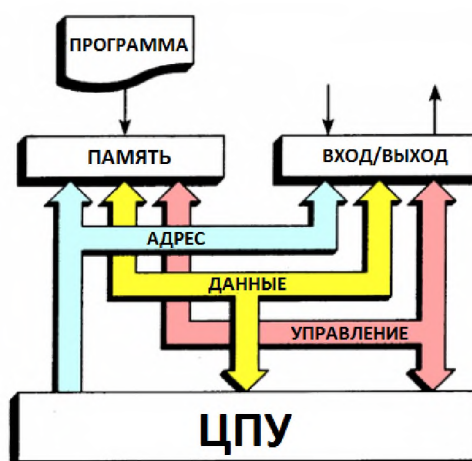 ПРОГРАММА
ПАМЯТЬ
ВХОД/ВЫХОД
АДРЕС
ДАННЫЕ
УПРАВЛЕНИЕ
ЦПУ